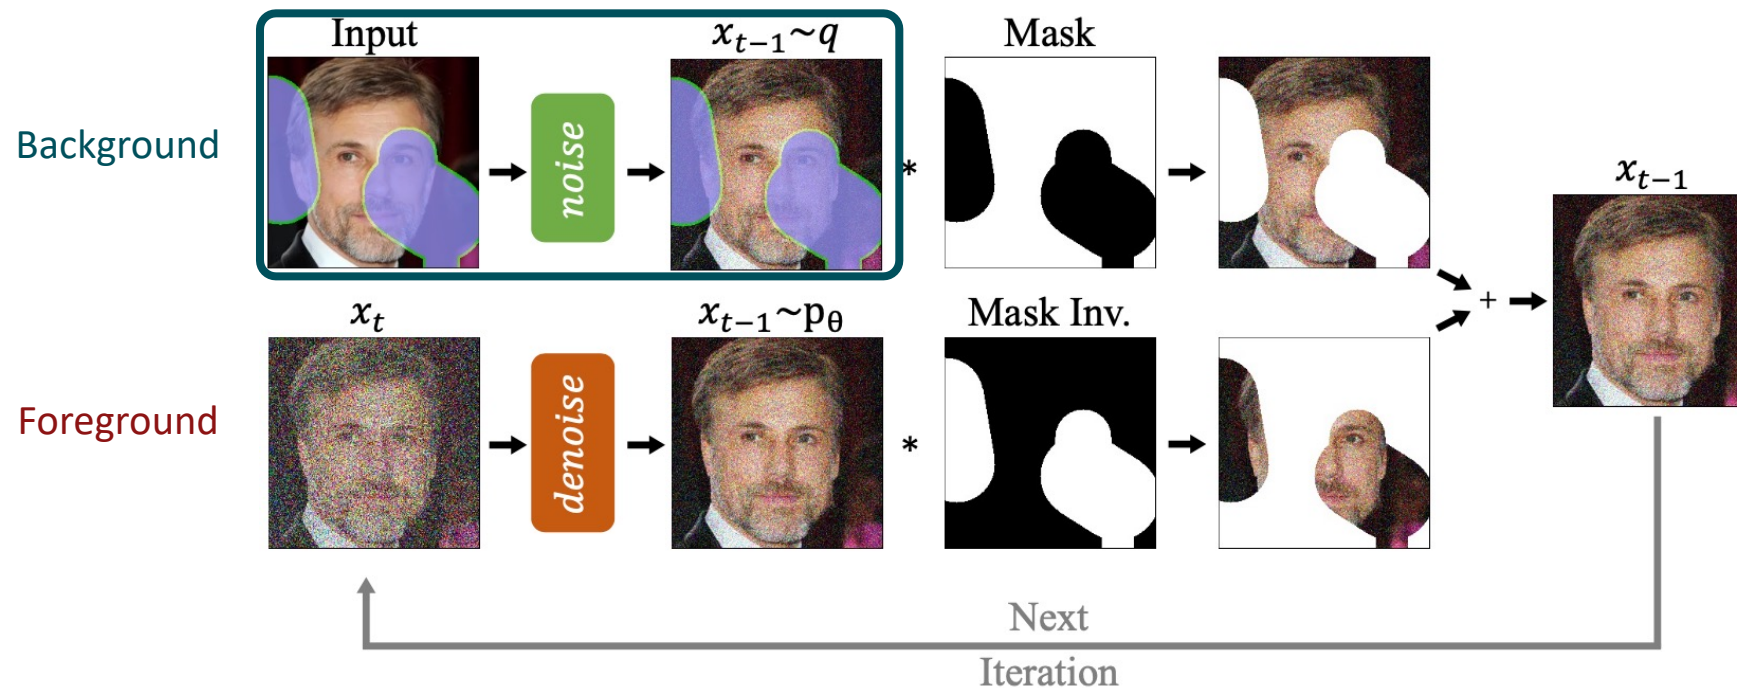 Input
x_{t−1}~q
Mask
Background
noise
*
x_{t−1}
x_t
x_{t−1}~p_θ
Mask Inv.
+
Foreground
denoise
*
Next
Iteration